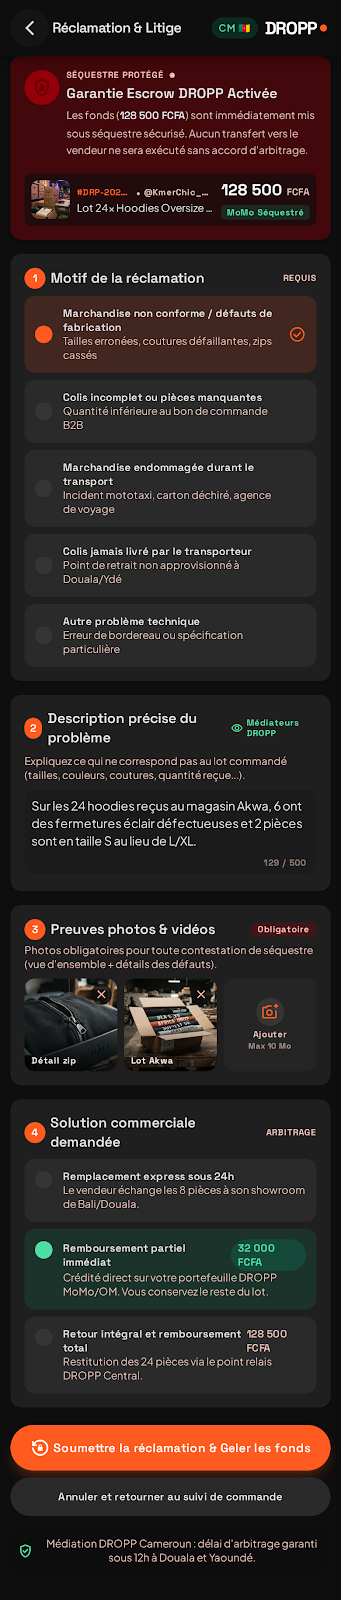 Réclamation & Litige CM 🇨🇲 DROPP
SÉQUESTRE PROTÉGÉ
Garantie Escrow DROPP Activée
Les fonds (128 500 FCFA) sont immédiatement mis
sous séquestre sécurisé. Aucun transfert vers le
vendeur ne sera exécuté sans accord d'arbitrage.
#DRP-202... • @KmerChic_... 128 500 FCFA
Lot 24x Hoodies Oversize ... MoMo Séquestré
1 Motif de la réclamation REQUIS
Marchandise non conforme / défauts de
fabrication
Tailles erronées, coutures défaillantes, zips
cassés
Colis incomplet ou pièces manquantes
Quantité inférieure au bon de commande
B2B
Marchandise endommagée durant le
transport
Incident mototaxi, carton déchiré, agence
de voyage
Colis jamais livré par le transporteur
Point de retrait non approvisionné à
Douala/Ydé
Autre problème technique
Erreur de bordereau ou spécification
particulière
2 Description précise du
problème
Médiateurs
DROPP
Expliquez ce qui ne correspond pas au lot commandé
(tailles, couleurs, coutures, quantité reçue...).
Sur les 24 hoodies reçus au magasin Akwa, 6 ont
des fermetures éclair défectueuses et 2 pièces
sont en taille S au lieu de L/XL.
129 / 500
3 Preuves photos & vidéos Obligatoire
Photos obligatoires pour toute contestation de séquestre
(vue d'ensemble + détails des défauts).
Détail zip
Lot Akwa
Ajouter
Max 10 Mo
4 Solution commerciale
demandée
ARBITRAGE
Remplacement express sous 24h
Le vendeur échange les 8 pièces à son showroom
de Bali/Douala.
Remboursement partiel
immédiat
32 000
FCFA
Crédit direct sur votre portefeuille DROPP
MoMo/OM. Vous conservez le reste du lot.
Retour intégral et remboursement
total
128 500
FCFA
Restitution des 24 pièces via le point relais
DROPP Central.
Soumettre la réclamation & Geler les fonds
Annuler et retourner au suivi de commande
Médiation DROPP Cameroun : délai d'arbitrage garanti
sous 12h à Douala et Yaoundé.